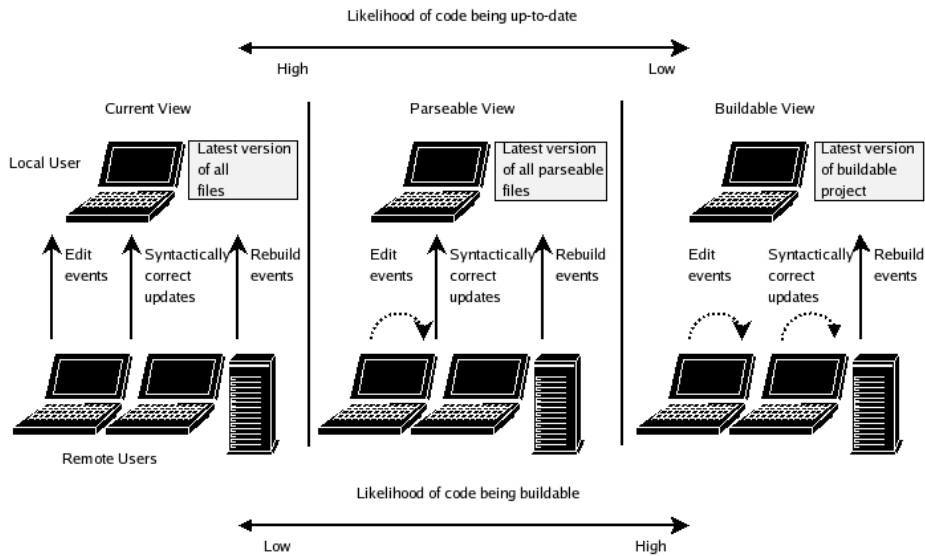 Likelihood of code being up-to-date
High
Low
Current View
Parseable View
Buildable View
Local User
Latest version
of all
files
Latest version
of all parseable
files
Latest version
of buildable
project
Edit
events
Syntactically
correct
updates
Rebuild
events
Edit
events
Syntactically
correct
updates
Rebuild
events
Edit
events
Syntactically
correct
updates
Rebuild
events
Remote Users
Likelihood of code being buildable
Low
High